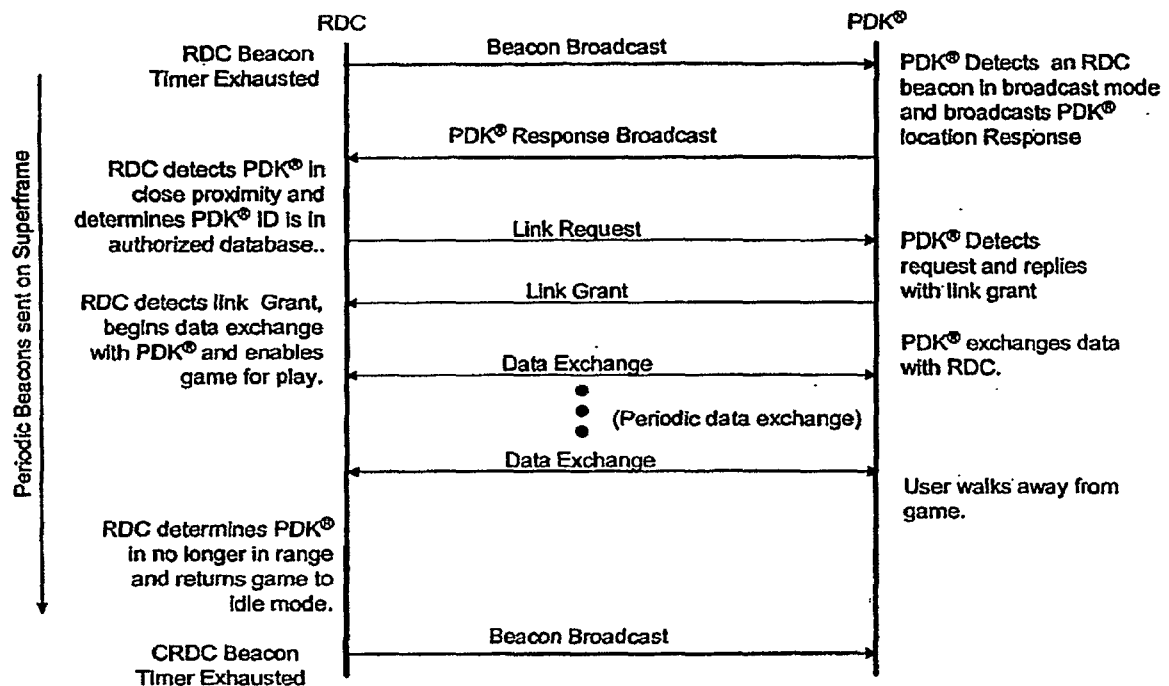 RDC
PDK®
RDC Beacon
Timer Exhausted
Beacon Broadcast
PDK® Detects an RDC
beacon in broadcast mode
and broadcasts PDK®
location Response
PDK® Response Broadcast
RDC detects PDK® in
close proximity and
determines PDK® ID is in
authorized database..
Link Request
PDK® Detects
request and replies
with link grant
Link Grant
RDC detects link Grant,
begins data exchange
with PDK® and enables
game for play.
PDK® exchanges data
with RDC.
Data Exchange
(Periodic data exchange)
Data Exchange
User walks away from
game.
RDC determines PDK®
in no longer in range
and returns game to
idle mode.
Beacon Broadcast
CRDC Beacon
Timer Exhausted
Periodic Beacons sent on Superframe